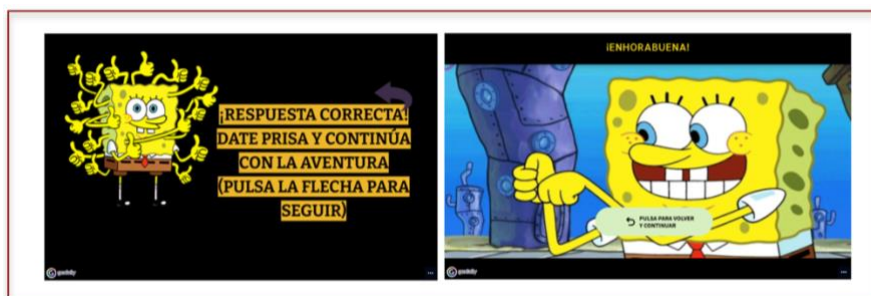 ¡RESPUESTA CORRECTA!
DATE PRISA Y CONTINÚA
CON LA AVENTURA
(PULSA LA FLECHA PARA
SEGUIR)
genially
¡ENHORABUENA!
PULSA PARA VOLVER
Y CONTINUAR
genially